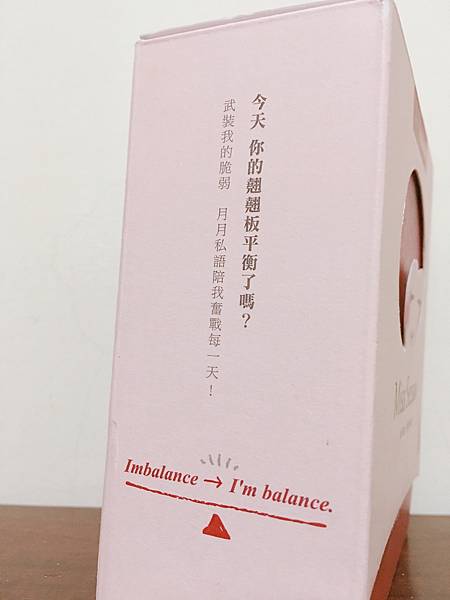 今天 你的翹翹板平衡了嗎？
武裝我的脆弱 月月私語陪我奮戰每一天！
Imbalance → I'm balance.